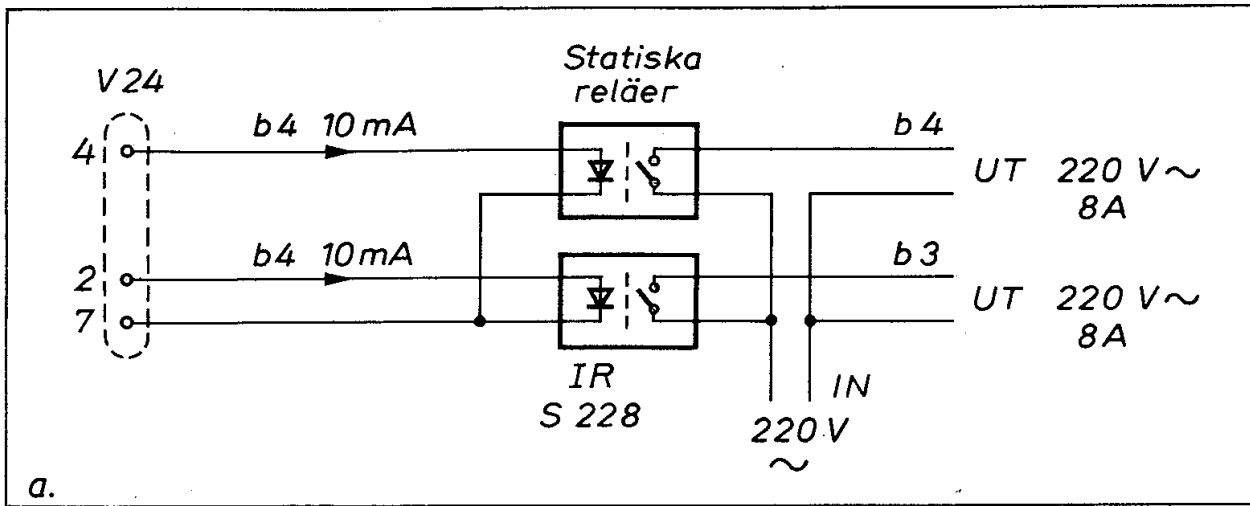 V24
Statiska
reläer
4
b4 10mA
b4
UT 220 V~
8A
2
b4 10mA
b3
7
UT 220 V~
8A
IR
S 228
IN
220 V
~
a.